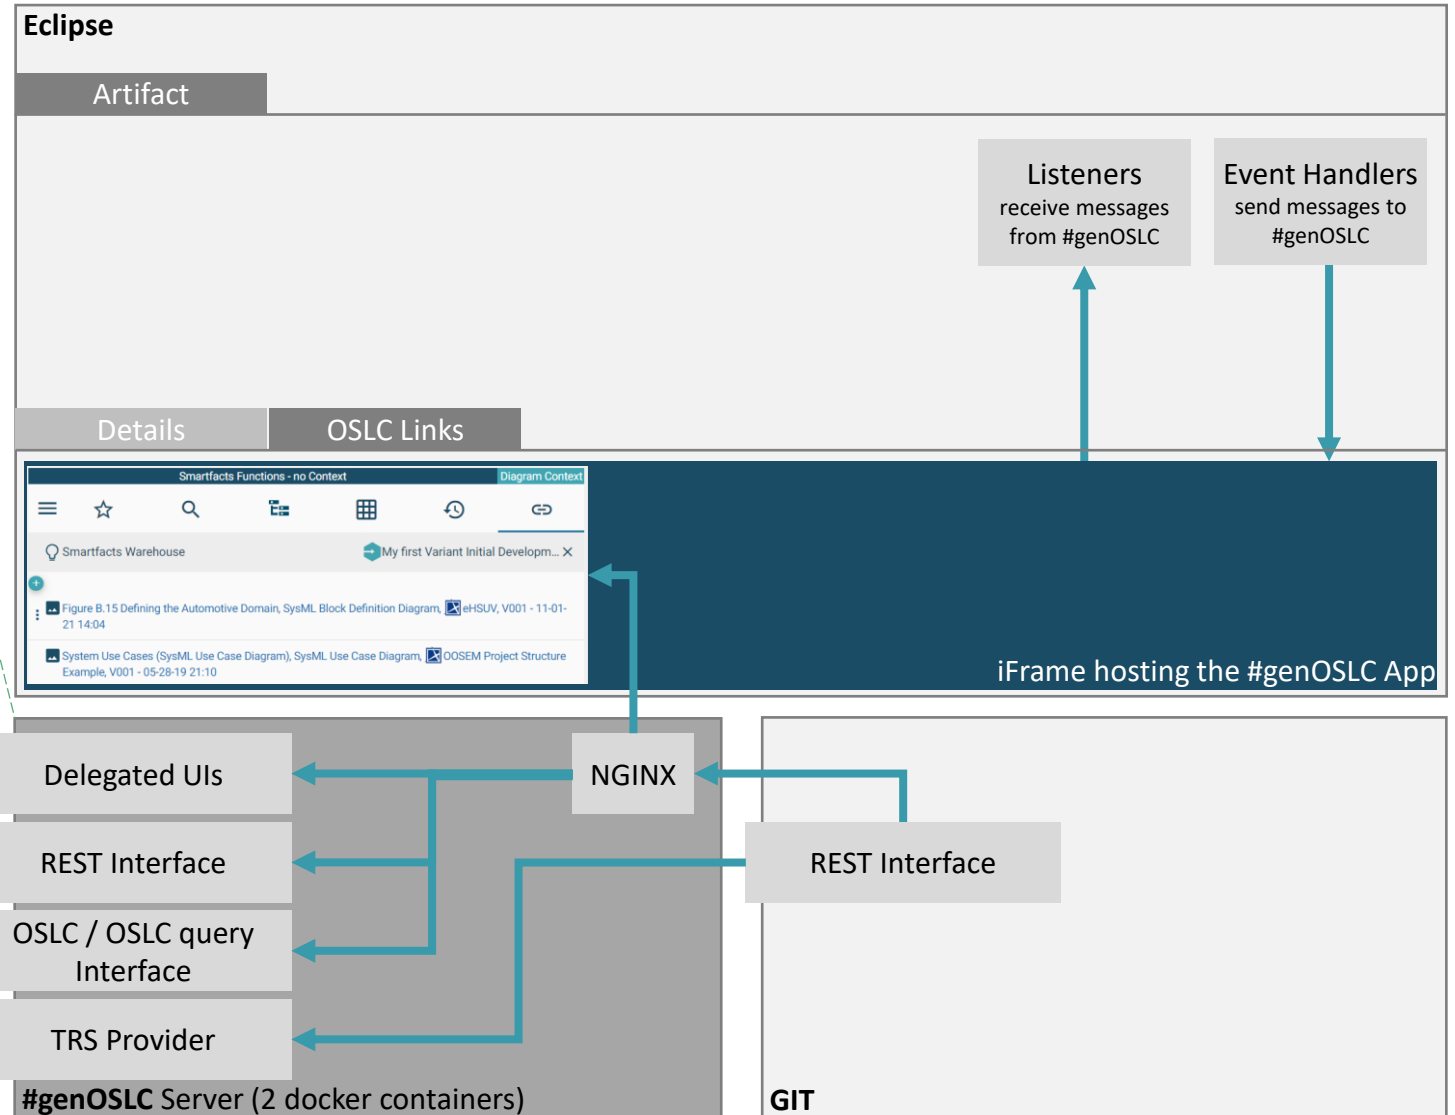 Eclipse
Artifact
Listeners
receive messages
from #genOSLC
Event Handlers
send messages to
#genOSLC
Details
OSLC Links
Smartfacts Functions - no Context
Diagram Context
Smartfacts Warehouse
My first Variant Initial Developm...
Figure B.15 Defining the Automotive Domain, SysML Block Definition Diagram, eHSUV, V001 - 11-01-
21 14:04
System Use Cases (SysML Use Case Diagram), SysML Use Case Diagram, OOSEM Project Structure
Example, V001 - 05-28-19 21:10
iFrame hosting the #genOSLC App
Delegated UIs
NGINX
REST Interface
REST Interface
OSLC / OSLC query
Interface
TRS Provider
#genOSLC Server (2 docker containers)
GIT